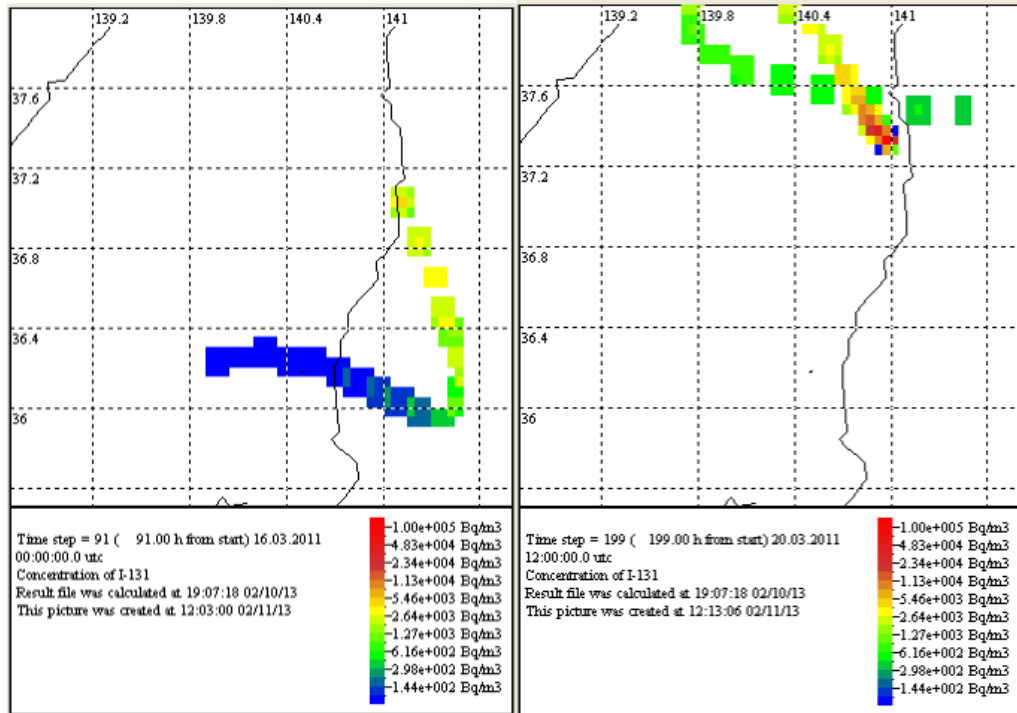 139.2 139.8 140.4 141
37.6
37.2
36.8
36.4
36
Time step = 91 ( 91.00 h from start) 16.03.2011
00:00:00.0 utc
Concentration of I-131
Result file was calculated at 19:07:18 02/10/13
This picture was created at 12:03:00 02/11/13
1.00e+005 Bq/m3
4.83e+004 Bq/m3
2.34e+004 Bq/m3
1.13e+004 Bq/m3
5.46e+003 Bq/m3
2.64e+003 Bq/m3
1.27e+003 Bq/m3
6.16e+002 Bq/m3
2.98e+002 Bq/m3
1.44e+002 Bq/m3
139.2 139.8 140.4 141
37.6
37.2
36.8
36.4
36
Time step = 199 ( 199.00 h from start) 20.03.2011
12:00:00.0 utc
Concentration of I-131
Result file was calculated at 19:07:18 02/10/13
This picture was created at 12:13:06 02/11/13
1.00e+005 Bq/m3
4.83e+004 Bq/m3
2.34e+004 Bq/m3
1.13e+004 Bq/m3
5.46e+003 Bq/m3
2.64e+003 Bq/m3
1.27e+003 Bq/m3
6.16e+002 Bq/m3
2.98e+002 Bq/m3
1.44e+002 Bq/m3